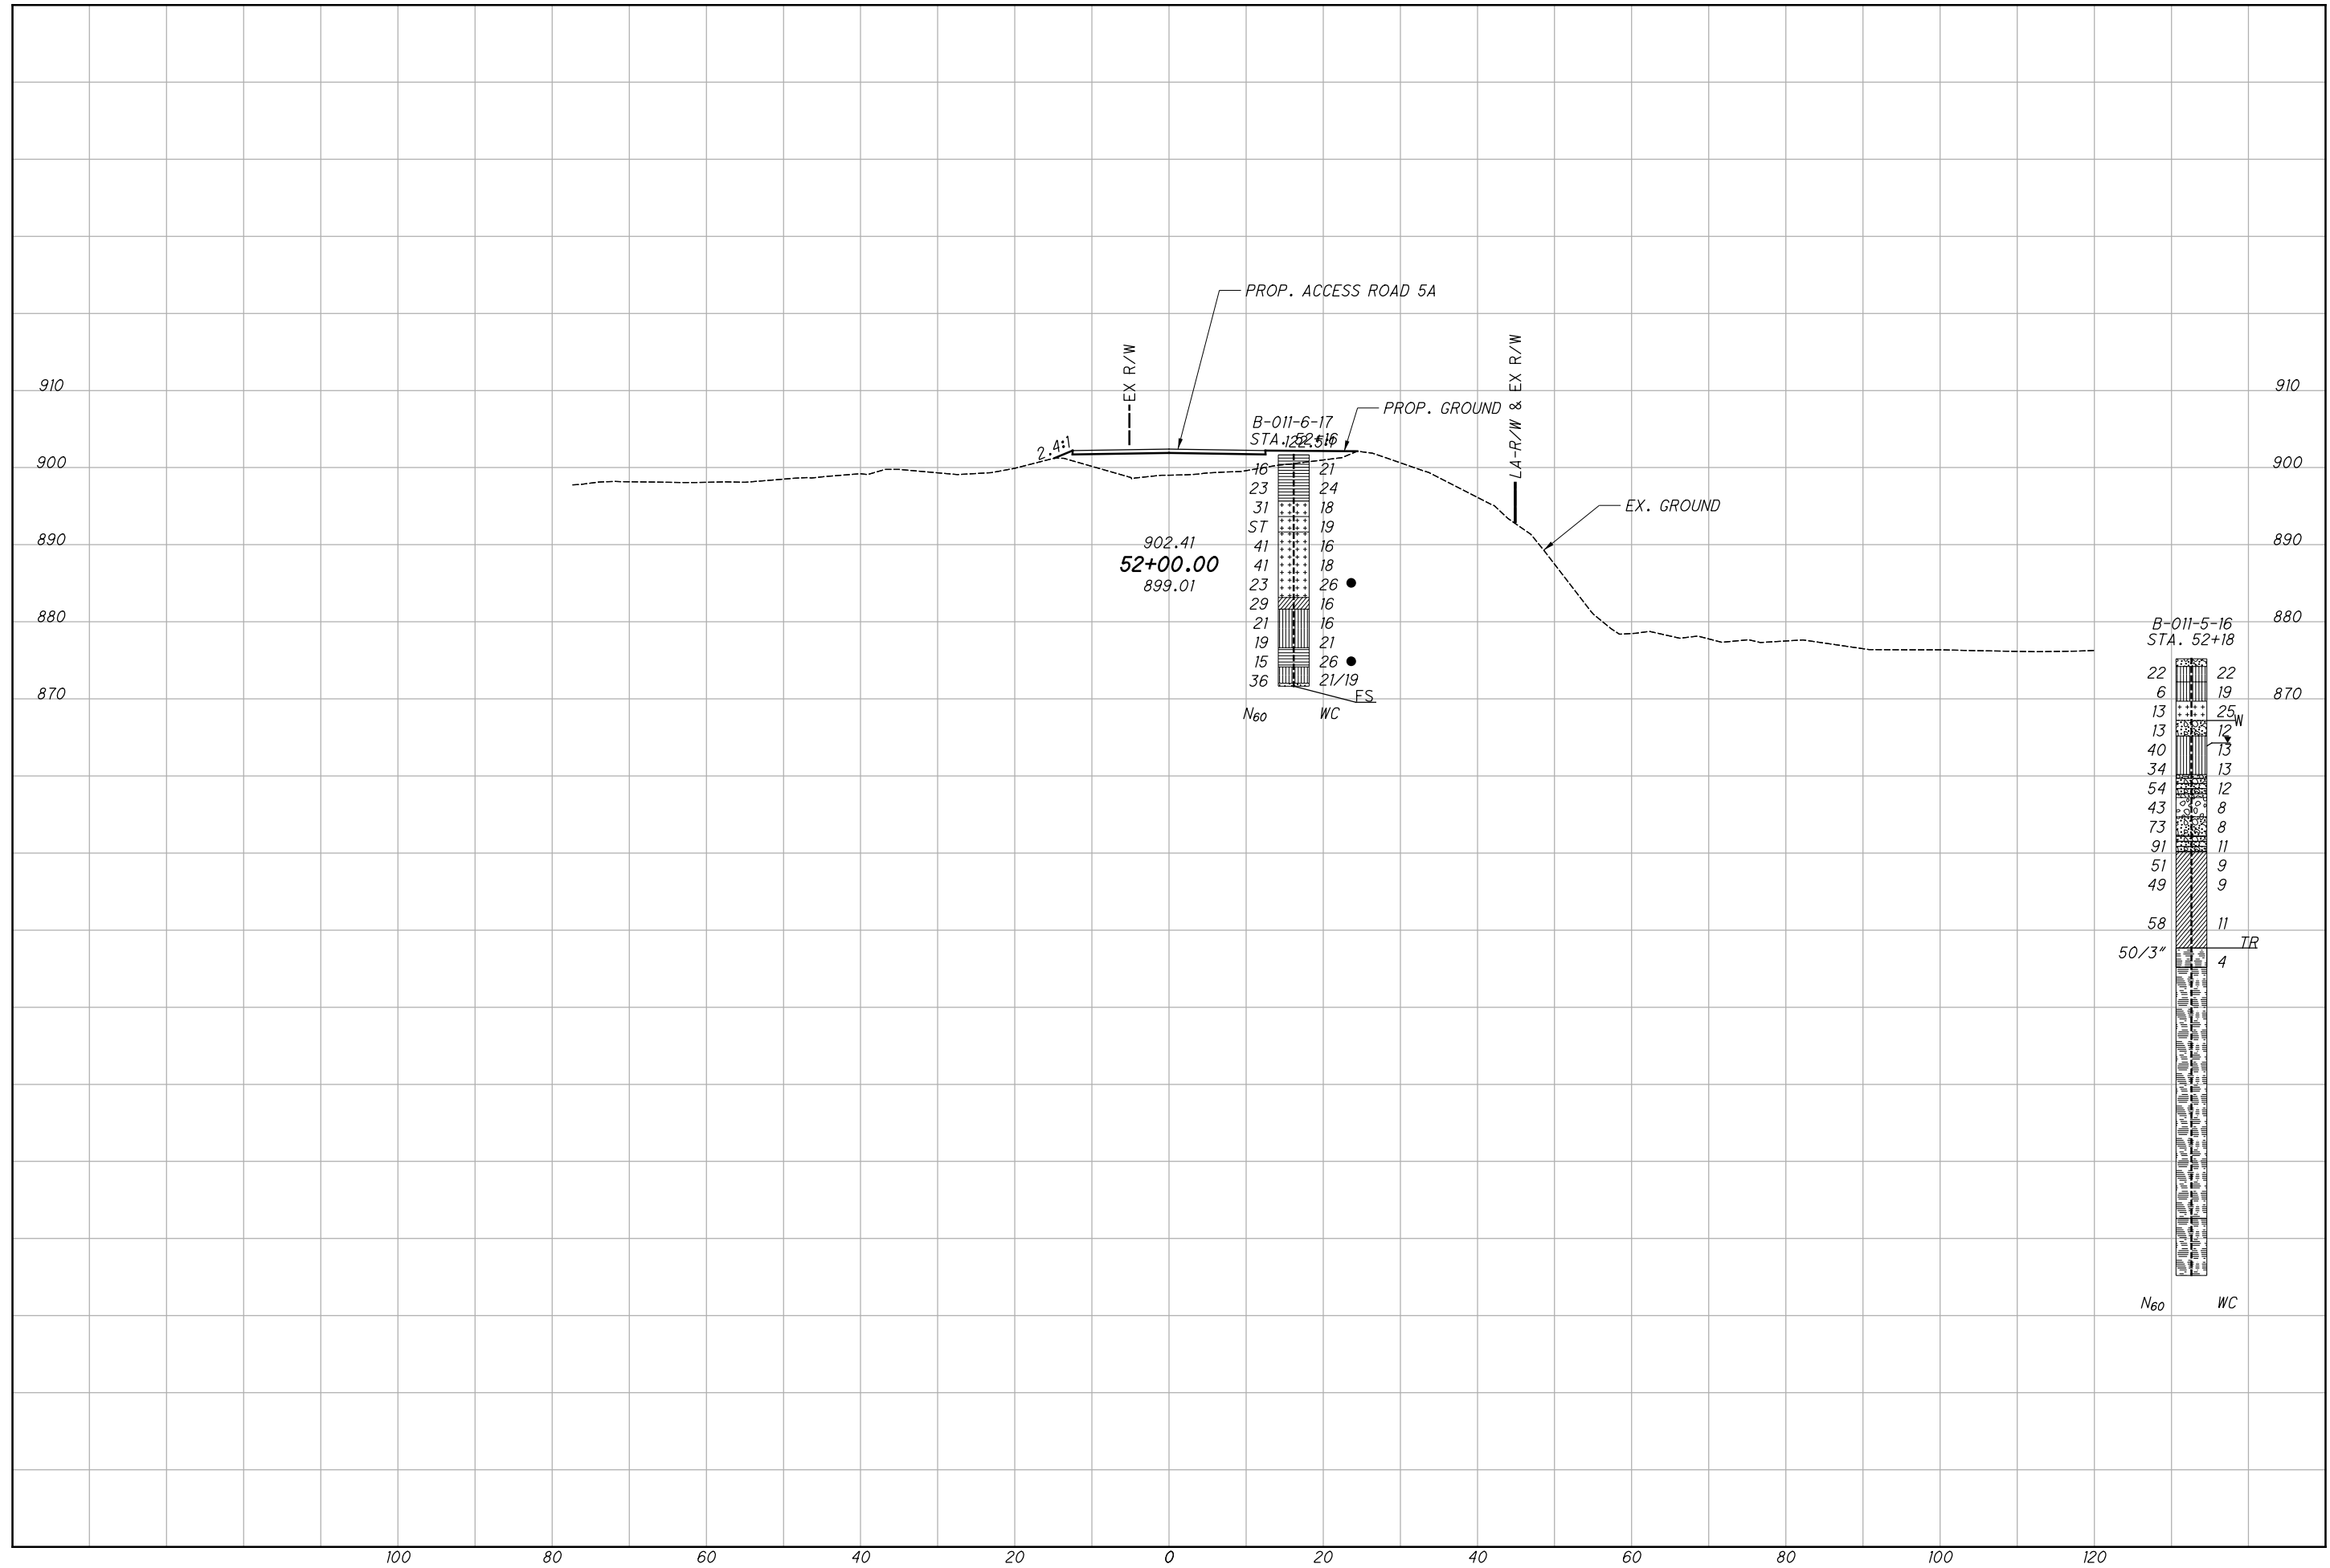 PROP. ACCESS ROAD 5A
EX R/W
LA-R/W & EX R/W
910
910
PROP. GROUND
B-011-6-17
STA. 52+16
2.4:1
900
900
16 21
23 24
EX. GROUND
31 18
ST 19
890
890
902.41
41 16
52+00.00
41 18
899.01
23 26
29 16
880
880
21 16
B-011-5-16
STA. 52+18
19 21
15 26
36 21/19
22 22
870
870
FS
6 19
N60 WC
13 25
W
13 12
40 13
34 13
54 12
43 8
73 8
91 11
51 9
49 9
58 11
TR
50/3"
4
N60 WC
100 80 60 40 20 0 20 40 60 80 100 120